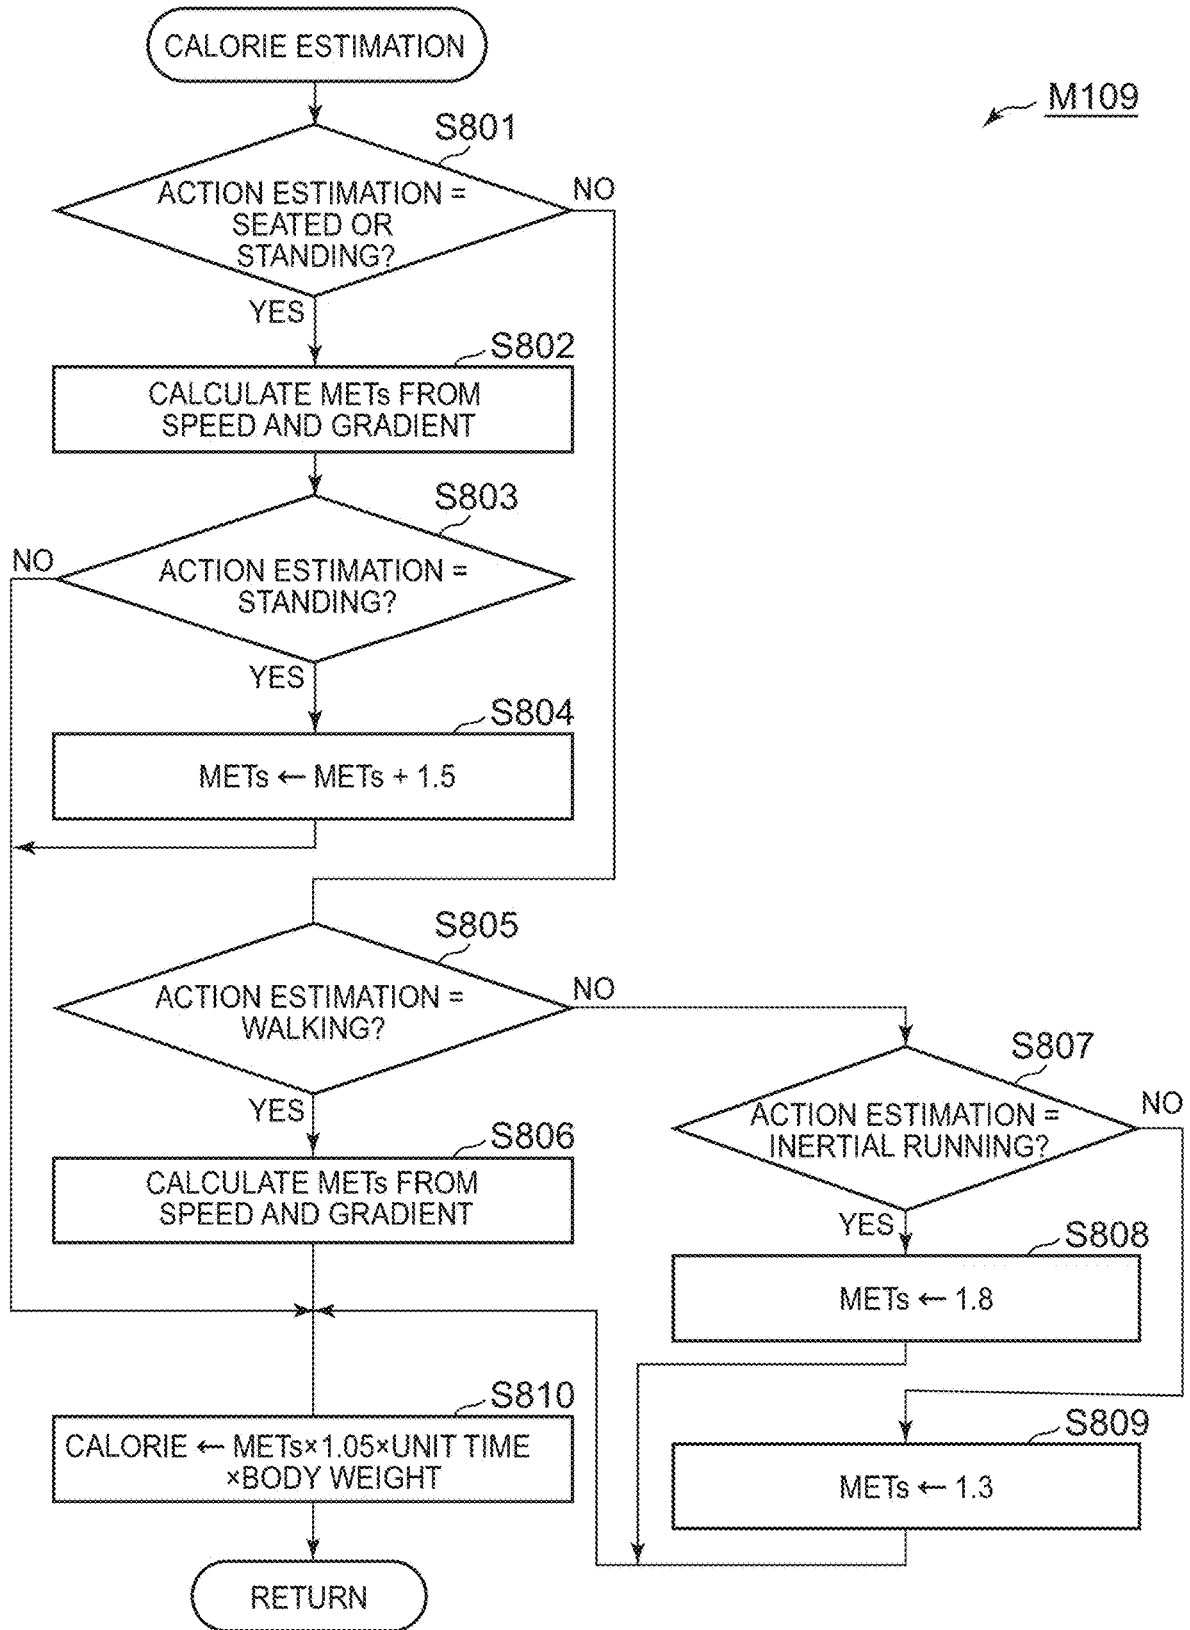 CALORIE ESTIMATION
M109
S801
ACTION ESTIMATION =
SEATED OR
STANDING?
NO
YES
S802
CALCULATE METs FROM
SPEED AND GRADIENT
S803
NO
ACTION ESTIMATION =
STANDING?
YES
S804
METs ← METs + 1.5
S805
ACTION ESTIMATION =
WALKING?
NO
YES
S806
CALCULATE METs FROM
SPEED AND GRADIENT
S807
ACTION ESTIMATION =
INERTIAL RUNNING?
NO
YES
S808
METs ← 1.8
S809
METs ← 1.3
S810
CALORIE ← METs×1.05×UNIT TIME
×BODY WEIGHT
RETURN